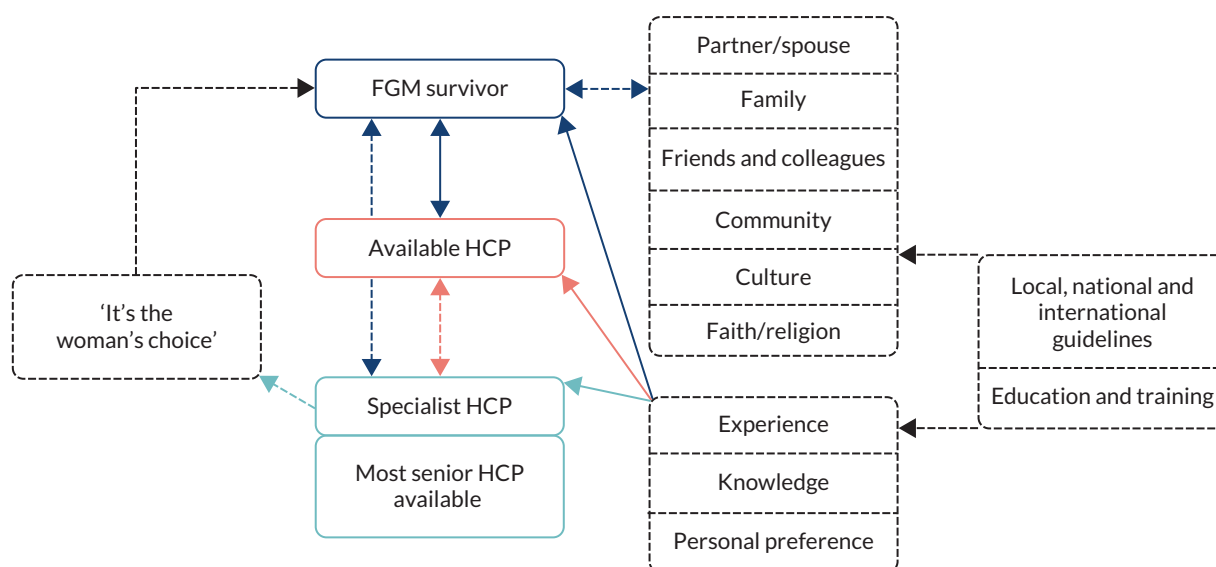 FGM survivor
Available HCP
Specialist HCP
Most senior HCP
available
‘It’s the
woman’s choice’
Partner/spouse
Family
Friends and colleagues
Community
Culture
Faith/religion
Experience
Knowledge
Personal preference
Local, national and
international
guidelines
Education and training